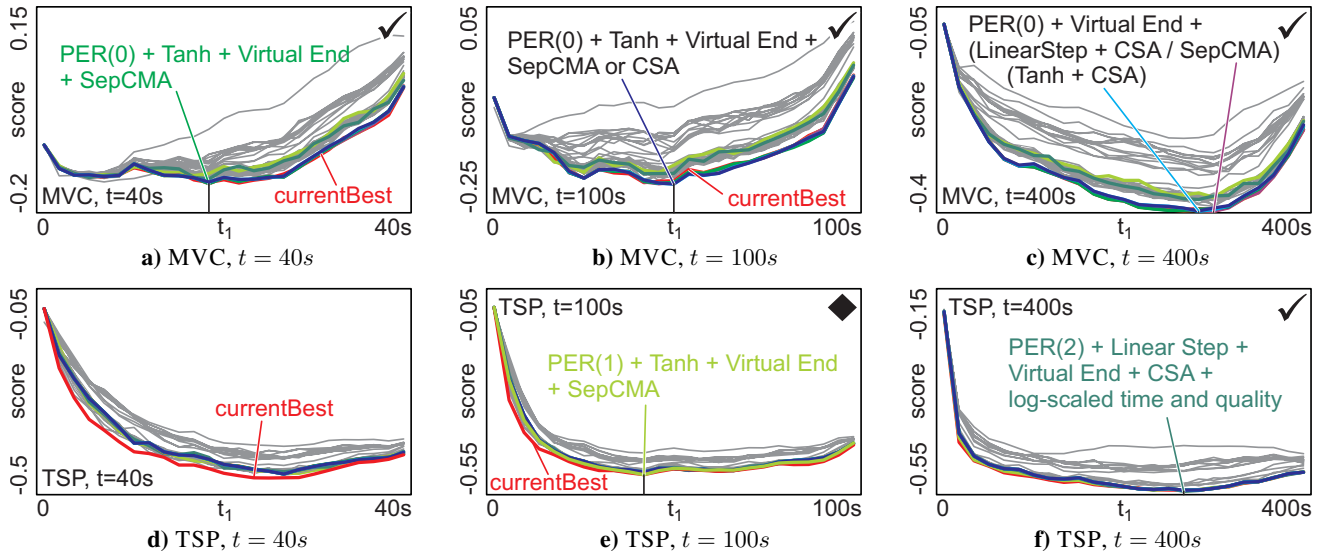 0.15
PER(0) + Tanh + Virtual End
+ SepCMA
score
currentBest
-0.2
MVC, t=40s
0
t1
40s
a) MVC, t = 40s
-0.05
PER(0) + Tanh + Virtual End +
SepCMA or CSA
score
currentBest
-0.25
MVC, t=100s
0
t1
100s
b) MVC, t = 100s
-0.05
PER(0) + Virtual End +
(LinearStep + CSA / SepCMA)
(Tanh + CSA)
score
-0.4
MVC, t=400s
0
t1
400s
c) MVC, t = 400s
-0.05
score
currentBest
-0.5
TSP, t=40s
0
t1
40s
d) TSP, t = 40s
-0.05
TSP, t=100s
PER(1) + Tanh + Virtual End
+ SepCMA
score
currentBest
-0.55
0
t1
100s
e) TSP, t = 100s
-0.15
TSP, t=400s
PER(2) + Linear Step +
Virtual End + CSA +
log-scaled time and quality
score
-0.55
0
t1
400s
f) TSP, t = 400s